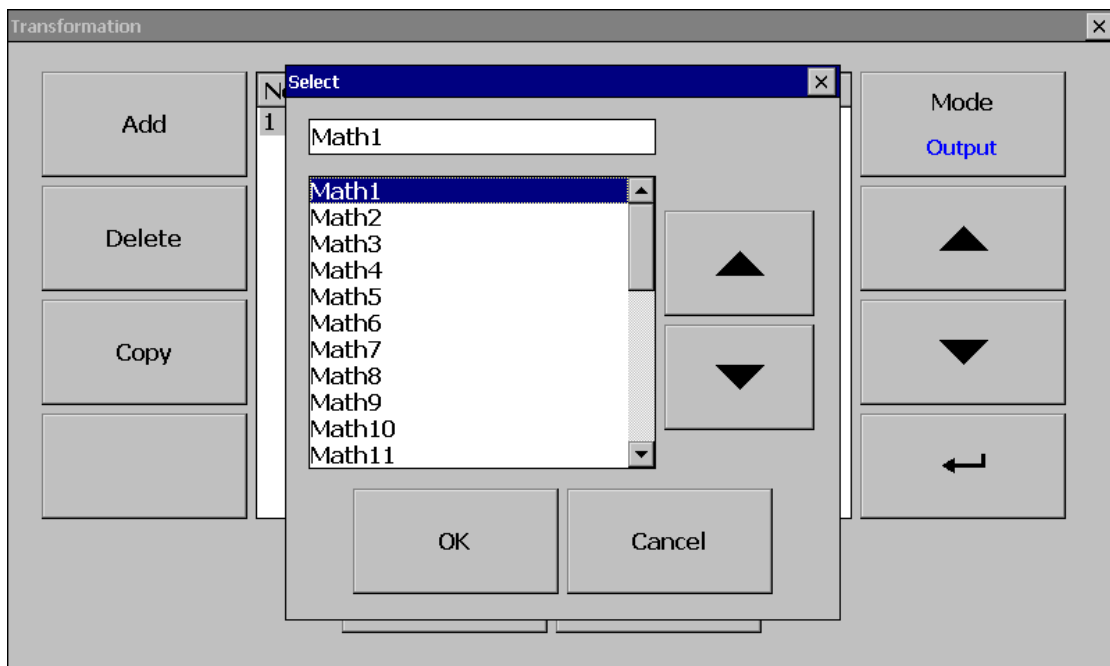 Transformation
Select
Add
1
Mode
Output
Math1
Math1
Math2
Math3
Math4
Math5
Math6
Math7
Math8
Math9
Math10
Math11
Delete
Copy
OK
Cancel